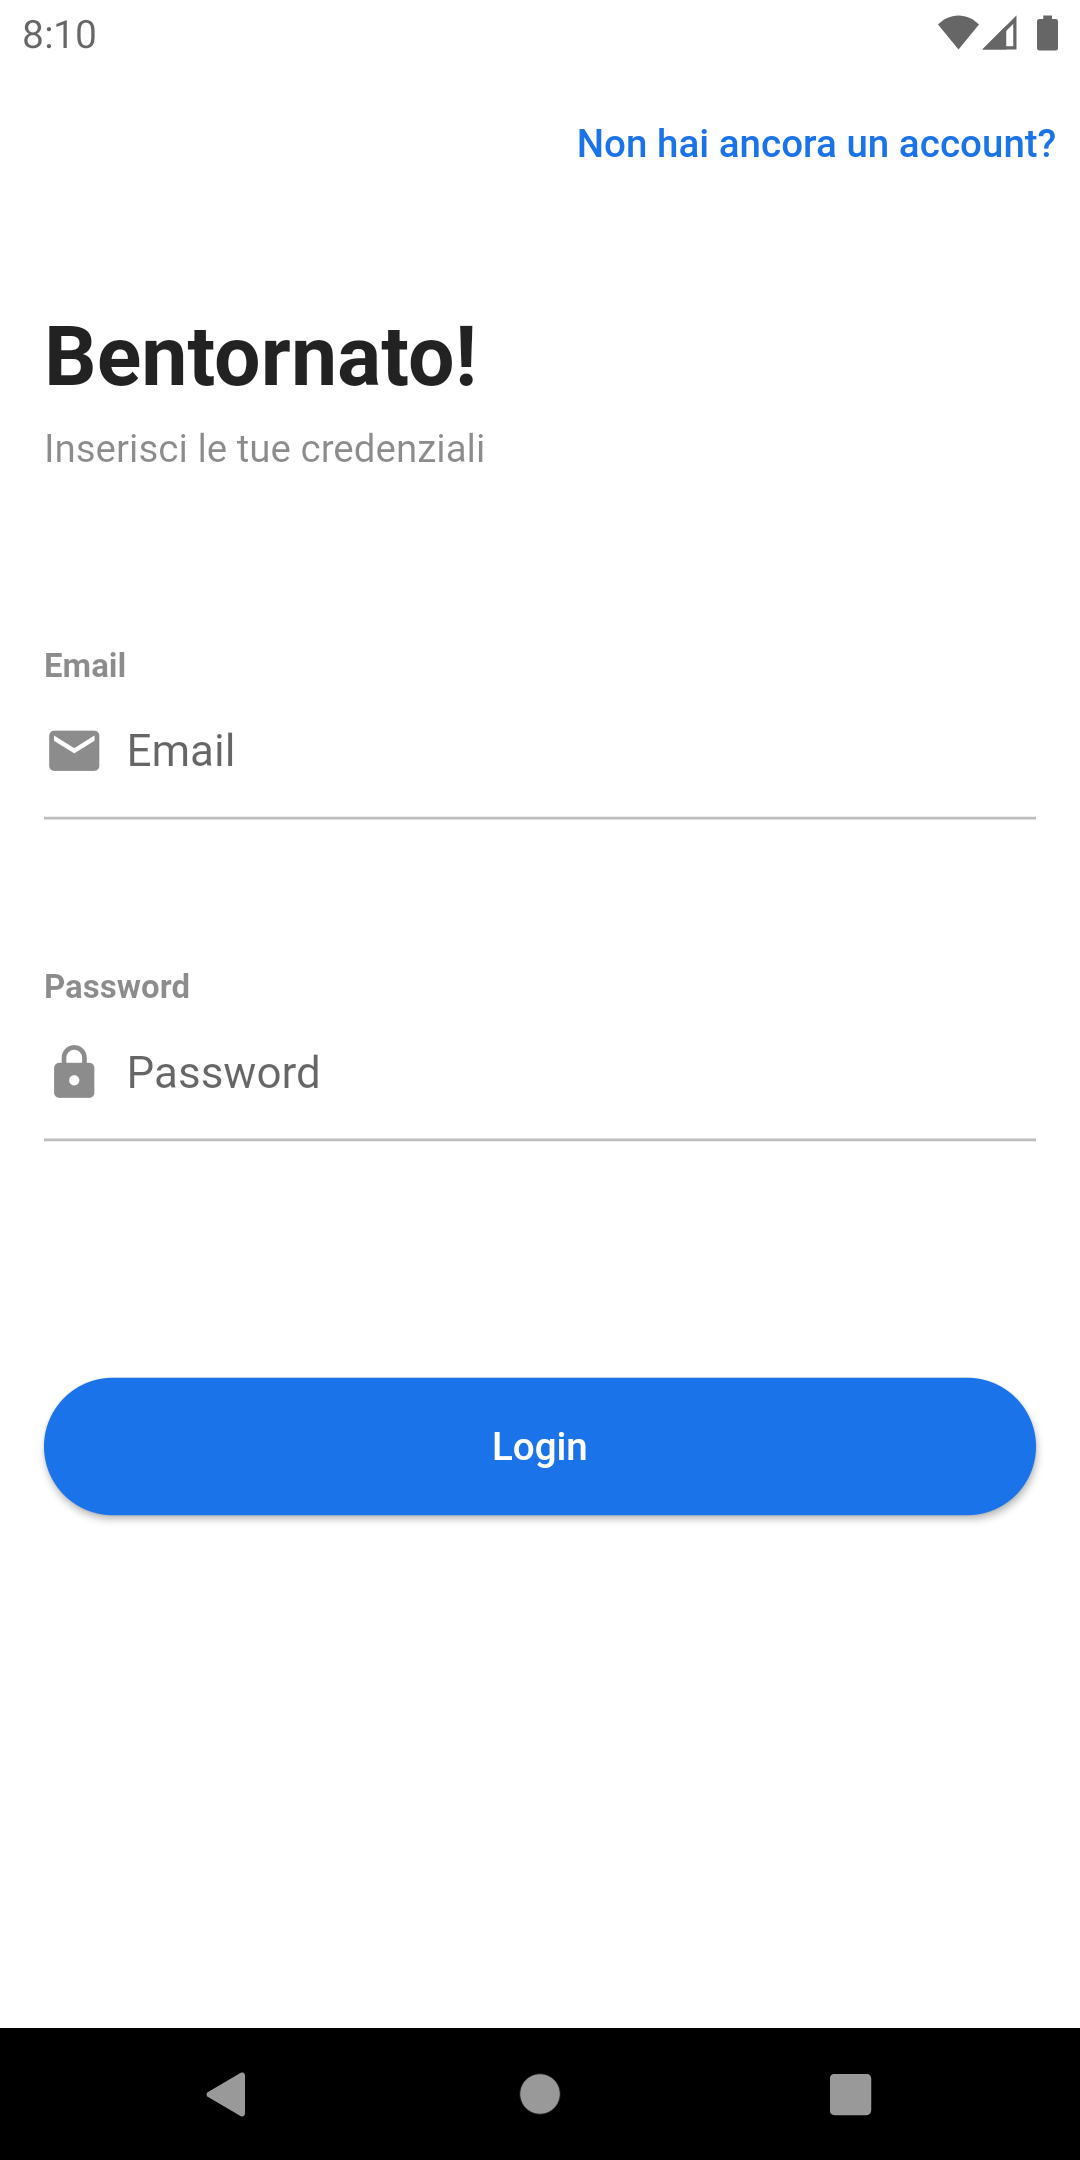 8:10
Non hai ancora un account?
Bentornato!
Inserisci le tue credenziali
Email
Email
Password
Password
Login